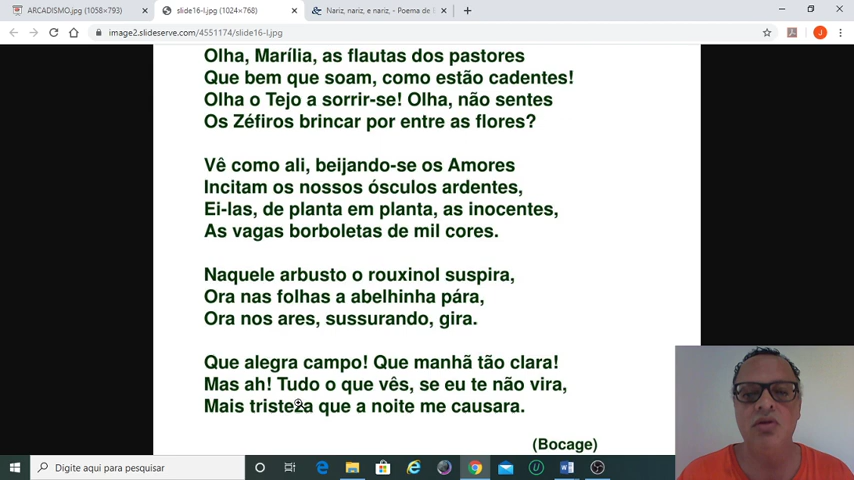 ARCADISMO.jpg (1058×793)
slide16-l.jpg (1024×768)
Nariz, nariz, e nariz, - Poema de
image2.slideserve.com/4551174/slide16-l.jpg
J
Olha, Marília, as flautas dos pastores
Que bem que soam, como estão cadentes!
Olha o Tejo a sorrir-se! Olha, não sentes
Os Zéfiros brincar por entre as flores?
Vê como ali, beijando-se os Amores
Incitam os nossos ósculos ardentes,
Ei-las, de planta em planta, as inocentes,
As vagas borboletas de mil cores.
Naquele arbusto o rouxinol suspira,
Ora nas folhas a abelhinha pára,
Ora nos ares, sussurando, gira.
Que alegra campo! Que manhã tão clara!
Mas ah! Tudo o que vês, se eu te não vira,
Mais tristeza que a noite me causara.
(Bocage)
Digite aqui para pesquisar